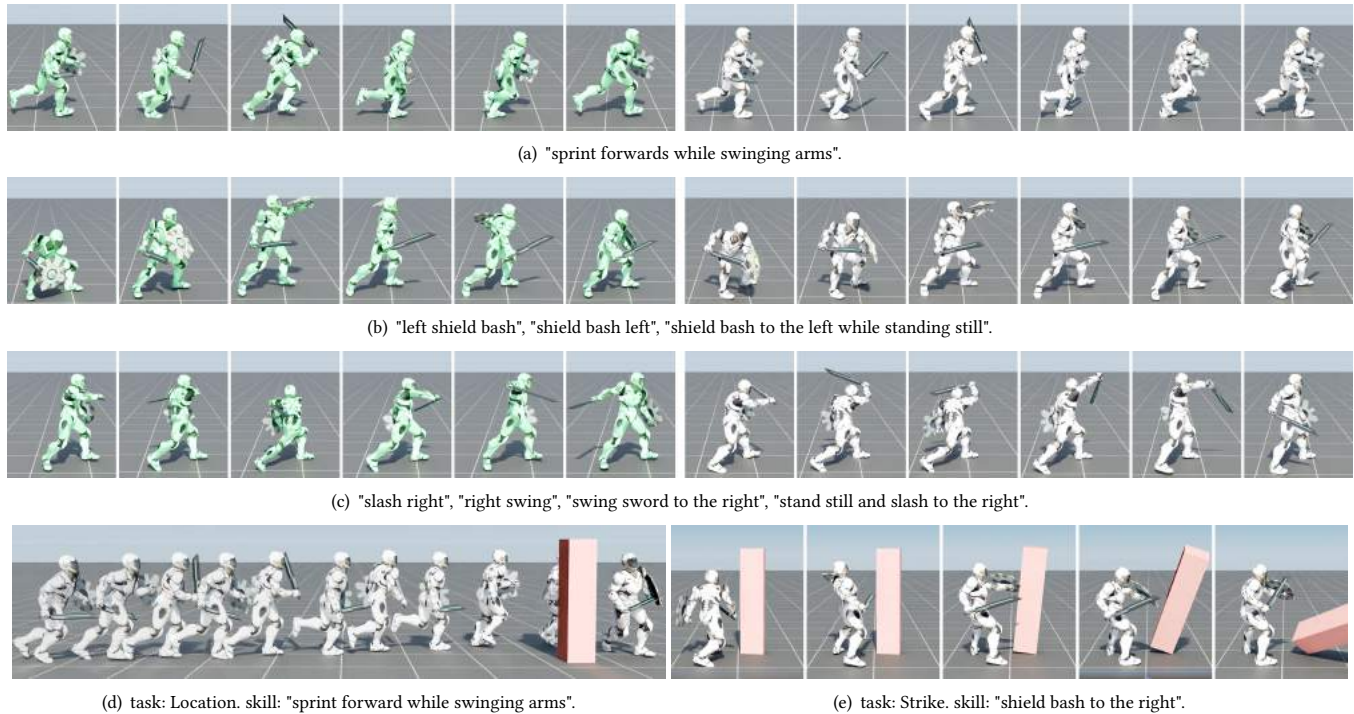 (a) "sprint forwards while swinging arms".
(b) "left shield bash", "shield bash left", "shield bash to the left while standing still".
(c) "slash right", "right swing", "swing sword to the right", "stand still and slash to the right".
(d) task: Location. skill: "sprint forward while swinging arms".
(e) task: Strike. skill: "shield bash to the right".